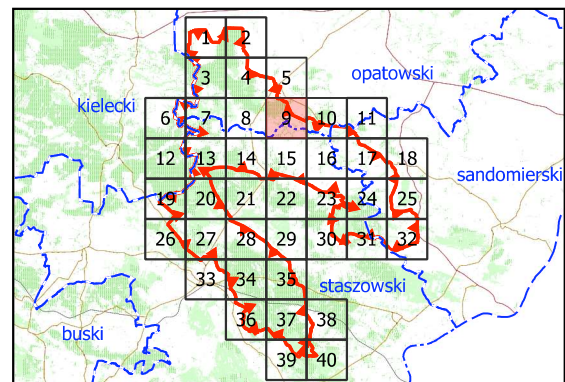 1 2
3 4 5
opatowski
kielecki
6 7 8 9 10 11
12 13 14 15 16 17 18
sandomierski
19 20 21 22 23 24 25
26 27 28 29 30 31 32
33 34 35
staszowski
36 37 38
buski
39 40